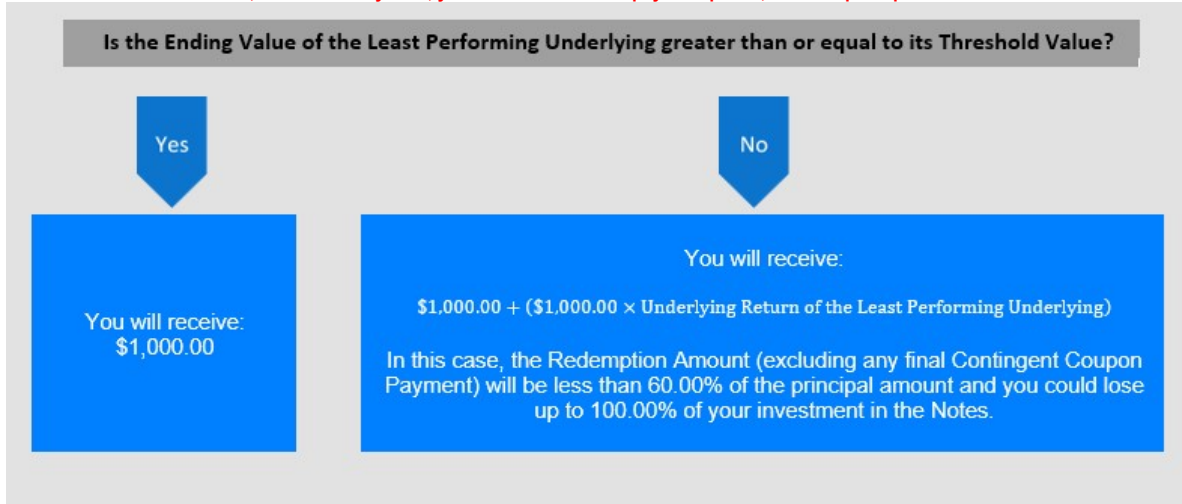 Is the Ending Value of the Least Performing Underlying greater than or equal to its Threshold Value?
Yes
No
You will receive:
$1,000.00
You will receive:
$1,000.00 + ($1,000.00 × Underlying Return of the Least Performing Underlying)
In this case, the Redemption Amount (excluding any final Contingent Coupon
Payment) will be less than 60.00% of the principal amount and you could lose
up to 100.00% of your investment in the Notes.